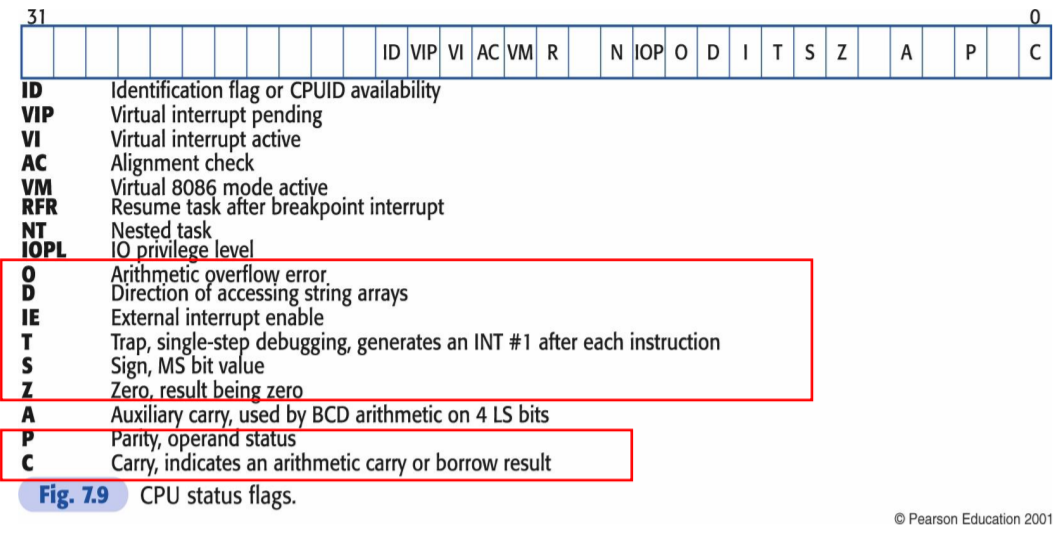 31 0
ID VIP VI AC VM R N IOP O D I T S Z A P C
ID Identification flag or CPUID availability
VIP Virtual interrupt pending
VI Virtual interrupt active
AC Alignment check
VM Virtual 8086 mode active
RFR Resume task after breakpoint interrupt
NT Nested task
IOPL IO privilege level
O Arithmetic overflow error
D Direction of accessing string arrays
IE External interrupt enable
T Trap, single-step debugging, generates an INT #1 after each instruction
S Sign, MS bit value
Z Zero, result being zero
A Auxiliary carry, used by BCD arithmetic on 4 LS bits
P Parity, operand status
C Carry, indicates an arithmetic carry or borrow result
Fig. 7.9 CPU status flags.
© Pearson Education 2001